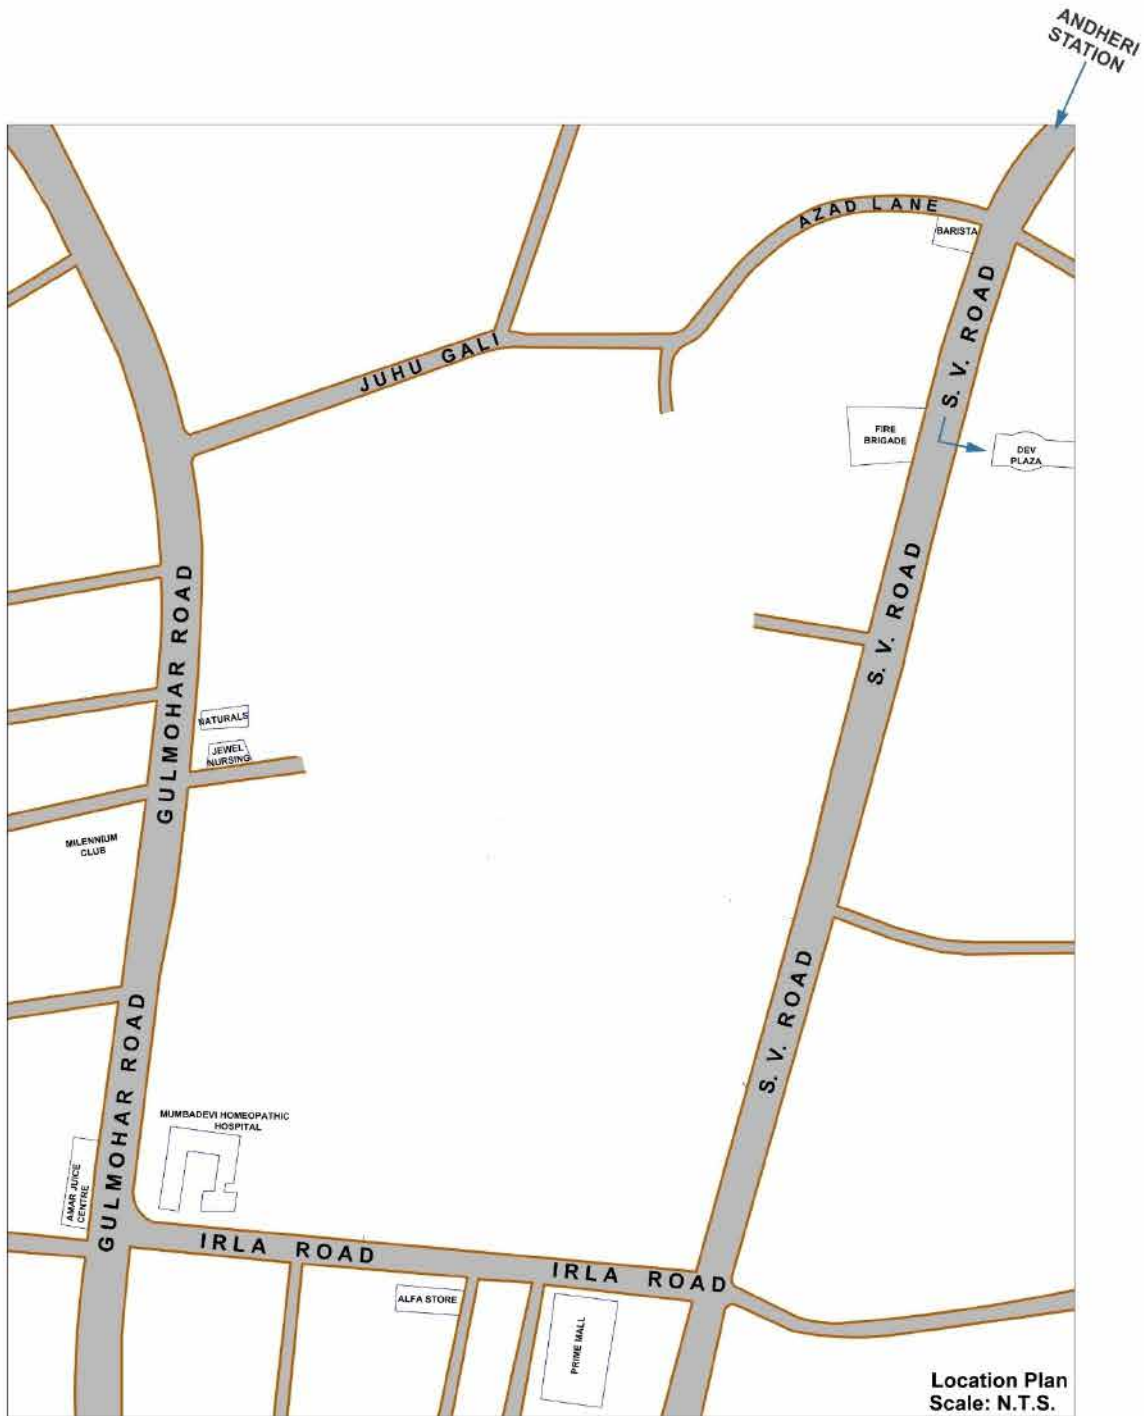 ANDHERI
STATION
AZAD LANE
BARISTA
S. V. ROAD
JUHU GALI
FIRE
BRIGADE
DEV
PLAZA
S. V. ROAD
GULMOHAR ROAD
NATURALS
JEWEL
NURSING
MILENNIUM
CLUB
S. V. ROAD
GULMOHAR ROAD
MUMBADEVI HOMEOPATHIC
HOSPITAL
AMAR JUICE
CENTRE
IRLA ROAD
IRLA ROAD
ALFA STORE
PRIME MALL
Location Plan
Scale: N.T.S.